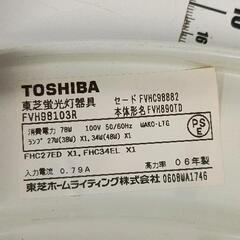 TOSHIBA
東芝蛍光灯器具 セード FVHC98882
FVH98103R 本体形名 FVH890TD
消費電力 78W 100V 50/60Hz WAKO-LTG
ランプ 27W(38W) X1, 34W(48W) X1
PS
E
FHC27ED X1, FHC34EL X1
入力電流 0.79A 高力率 06年製
東芝ホームライティング株式会社 0608WA1746
16